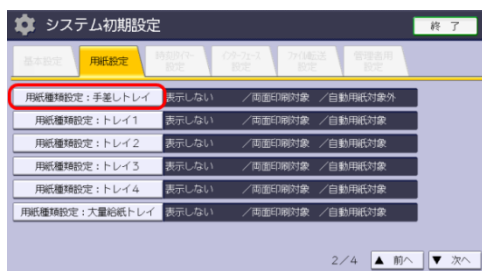 システム初期設定
終 了
基本設定 用紙設定 時刻タイマー設定 インターフェース設定 ファイル転送設定 管理者用設定
用紙種類設定：手差しトレイ 表示しない ／両面印刷対象 ／自動用紙対象外
用紙種類設定：トレイ1 表示しない ／両面印刷対象 ／自動用紙対象
用紙種類設定：トレイ2 表示しない ／両面印刷対象 ／自動用紙対象
用紙種類設定：トレイ3 表示しない ／両面印刷対象 ／自動用紙対象
用紙種類設定：トレイ4 表示しない ／両面印刷対象 ／自動用紙対象
用紙種類設定：大量給紙トレイ 表示しない ／両面印刷対象 ／自動用紙対象
2／4 ▲ 前へ ▼ 次へ